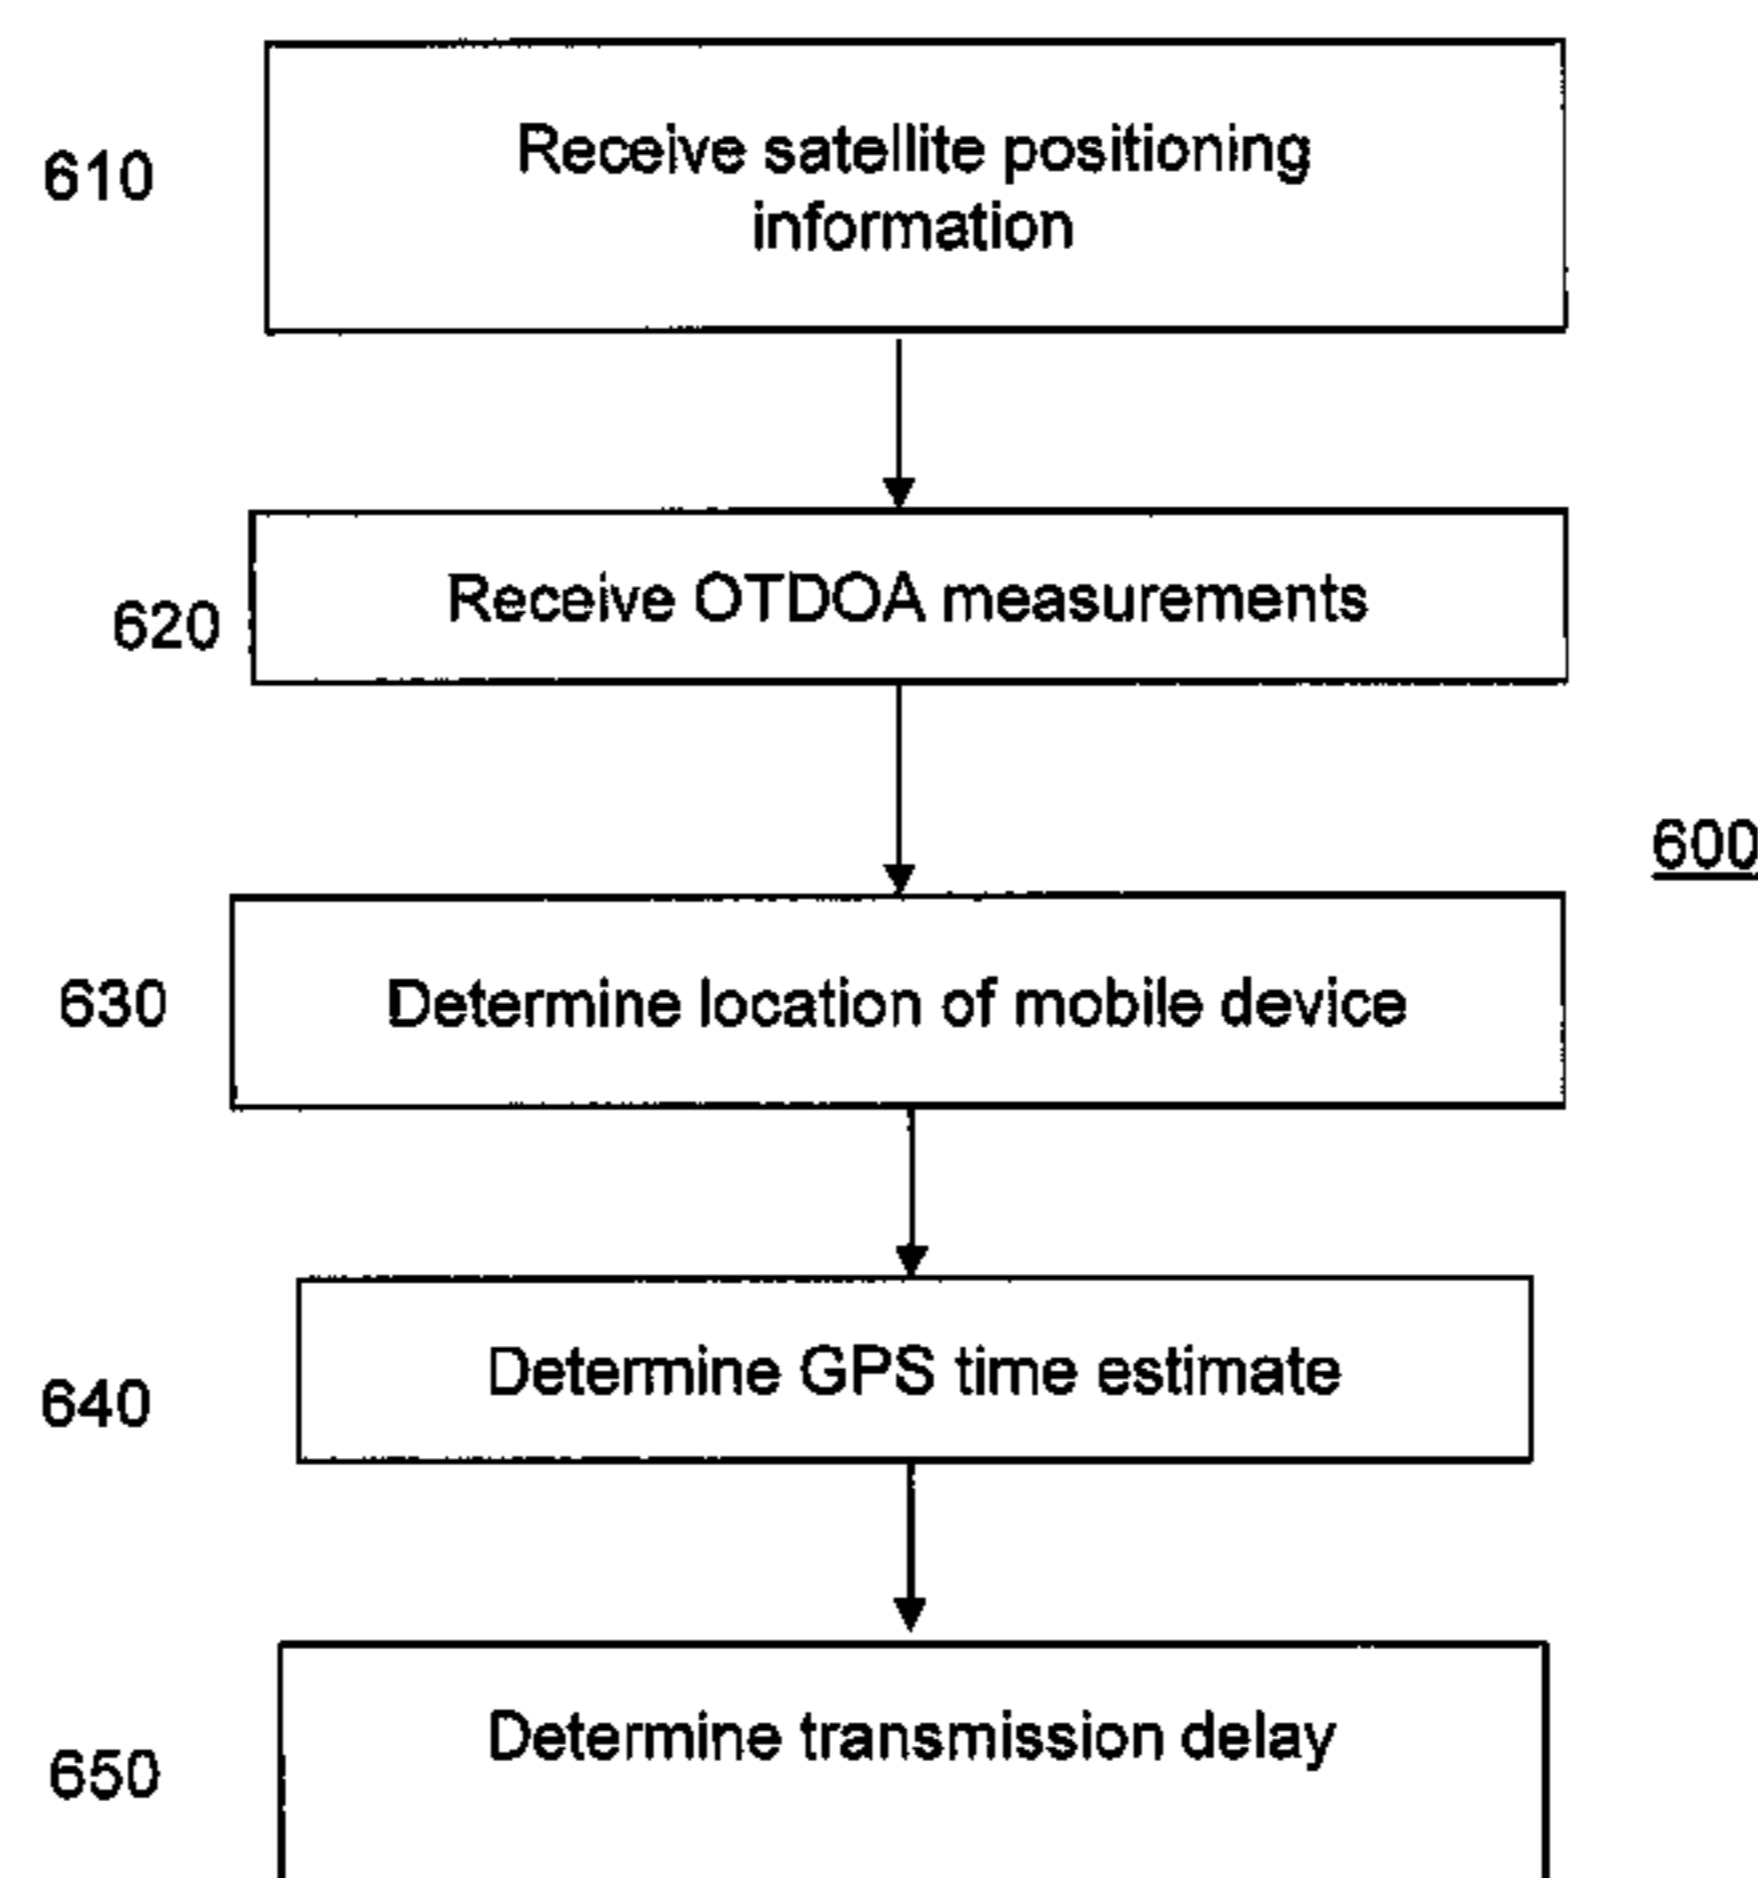 610
Receive satellite positioning
information
620
Receive OTDOA measurements
600
630
Determine location of mobile device
640
Determine GPS time estimate
650
Determine transmission delay